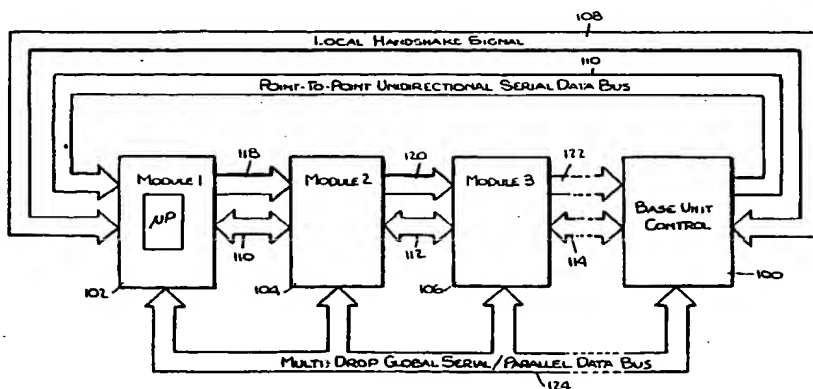 108
LOCAL HANDSHAKE SIGNAL
110
POINT-TO-POINT UNIDIRECTIONAL SERIAL DATA BUS
118
120
122
MODULE 1
MODULE 2
MODULE 3
BASE UNIT
CONTROL
μP
110
112
114
102
104
106
100
MULTI-DROP GLOBAL SERIAL/PARALLEL DATA BUS
124